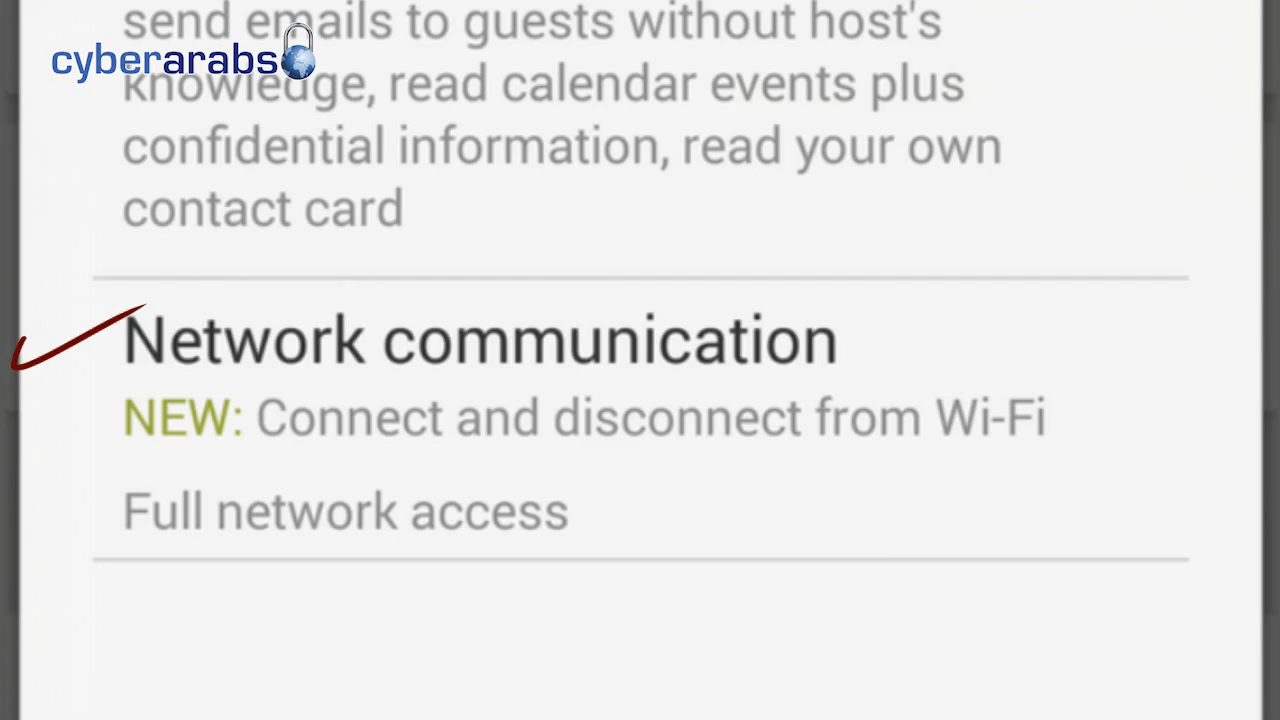 send emails to guests without host's
cyberarabs
knowledge, read calendar events plus
confidential information, read your own
contact card
Network communication
NEW: Connect and disconnect from Wi-Fi
Full network access